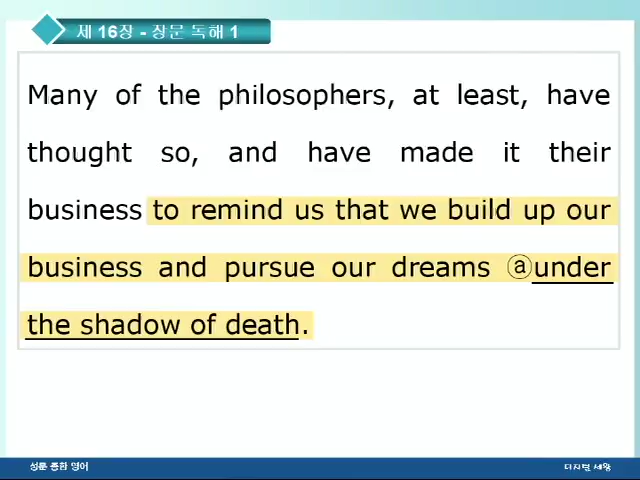 제 16장 - 장문 독해 1
Many of the philosophers, at least, have
thought so, and have made it their
business to remind us that we build up our
business and pursue our dreams ⓐunder
the shadow of death.
성문 종합 영어
디지털 세왕